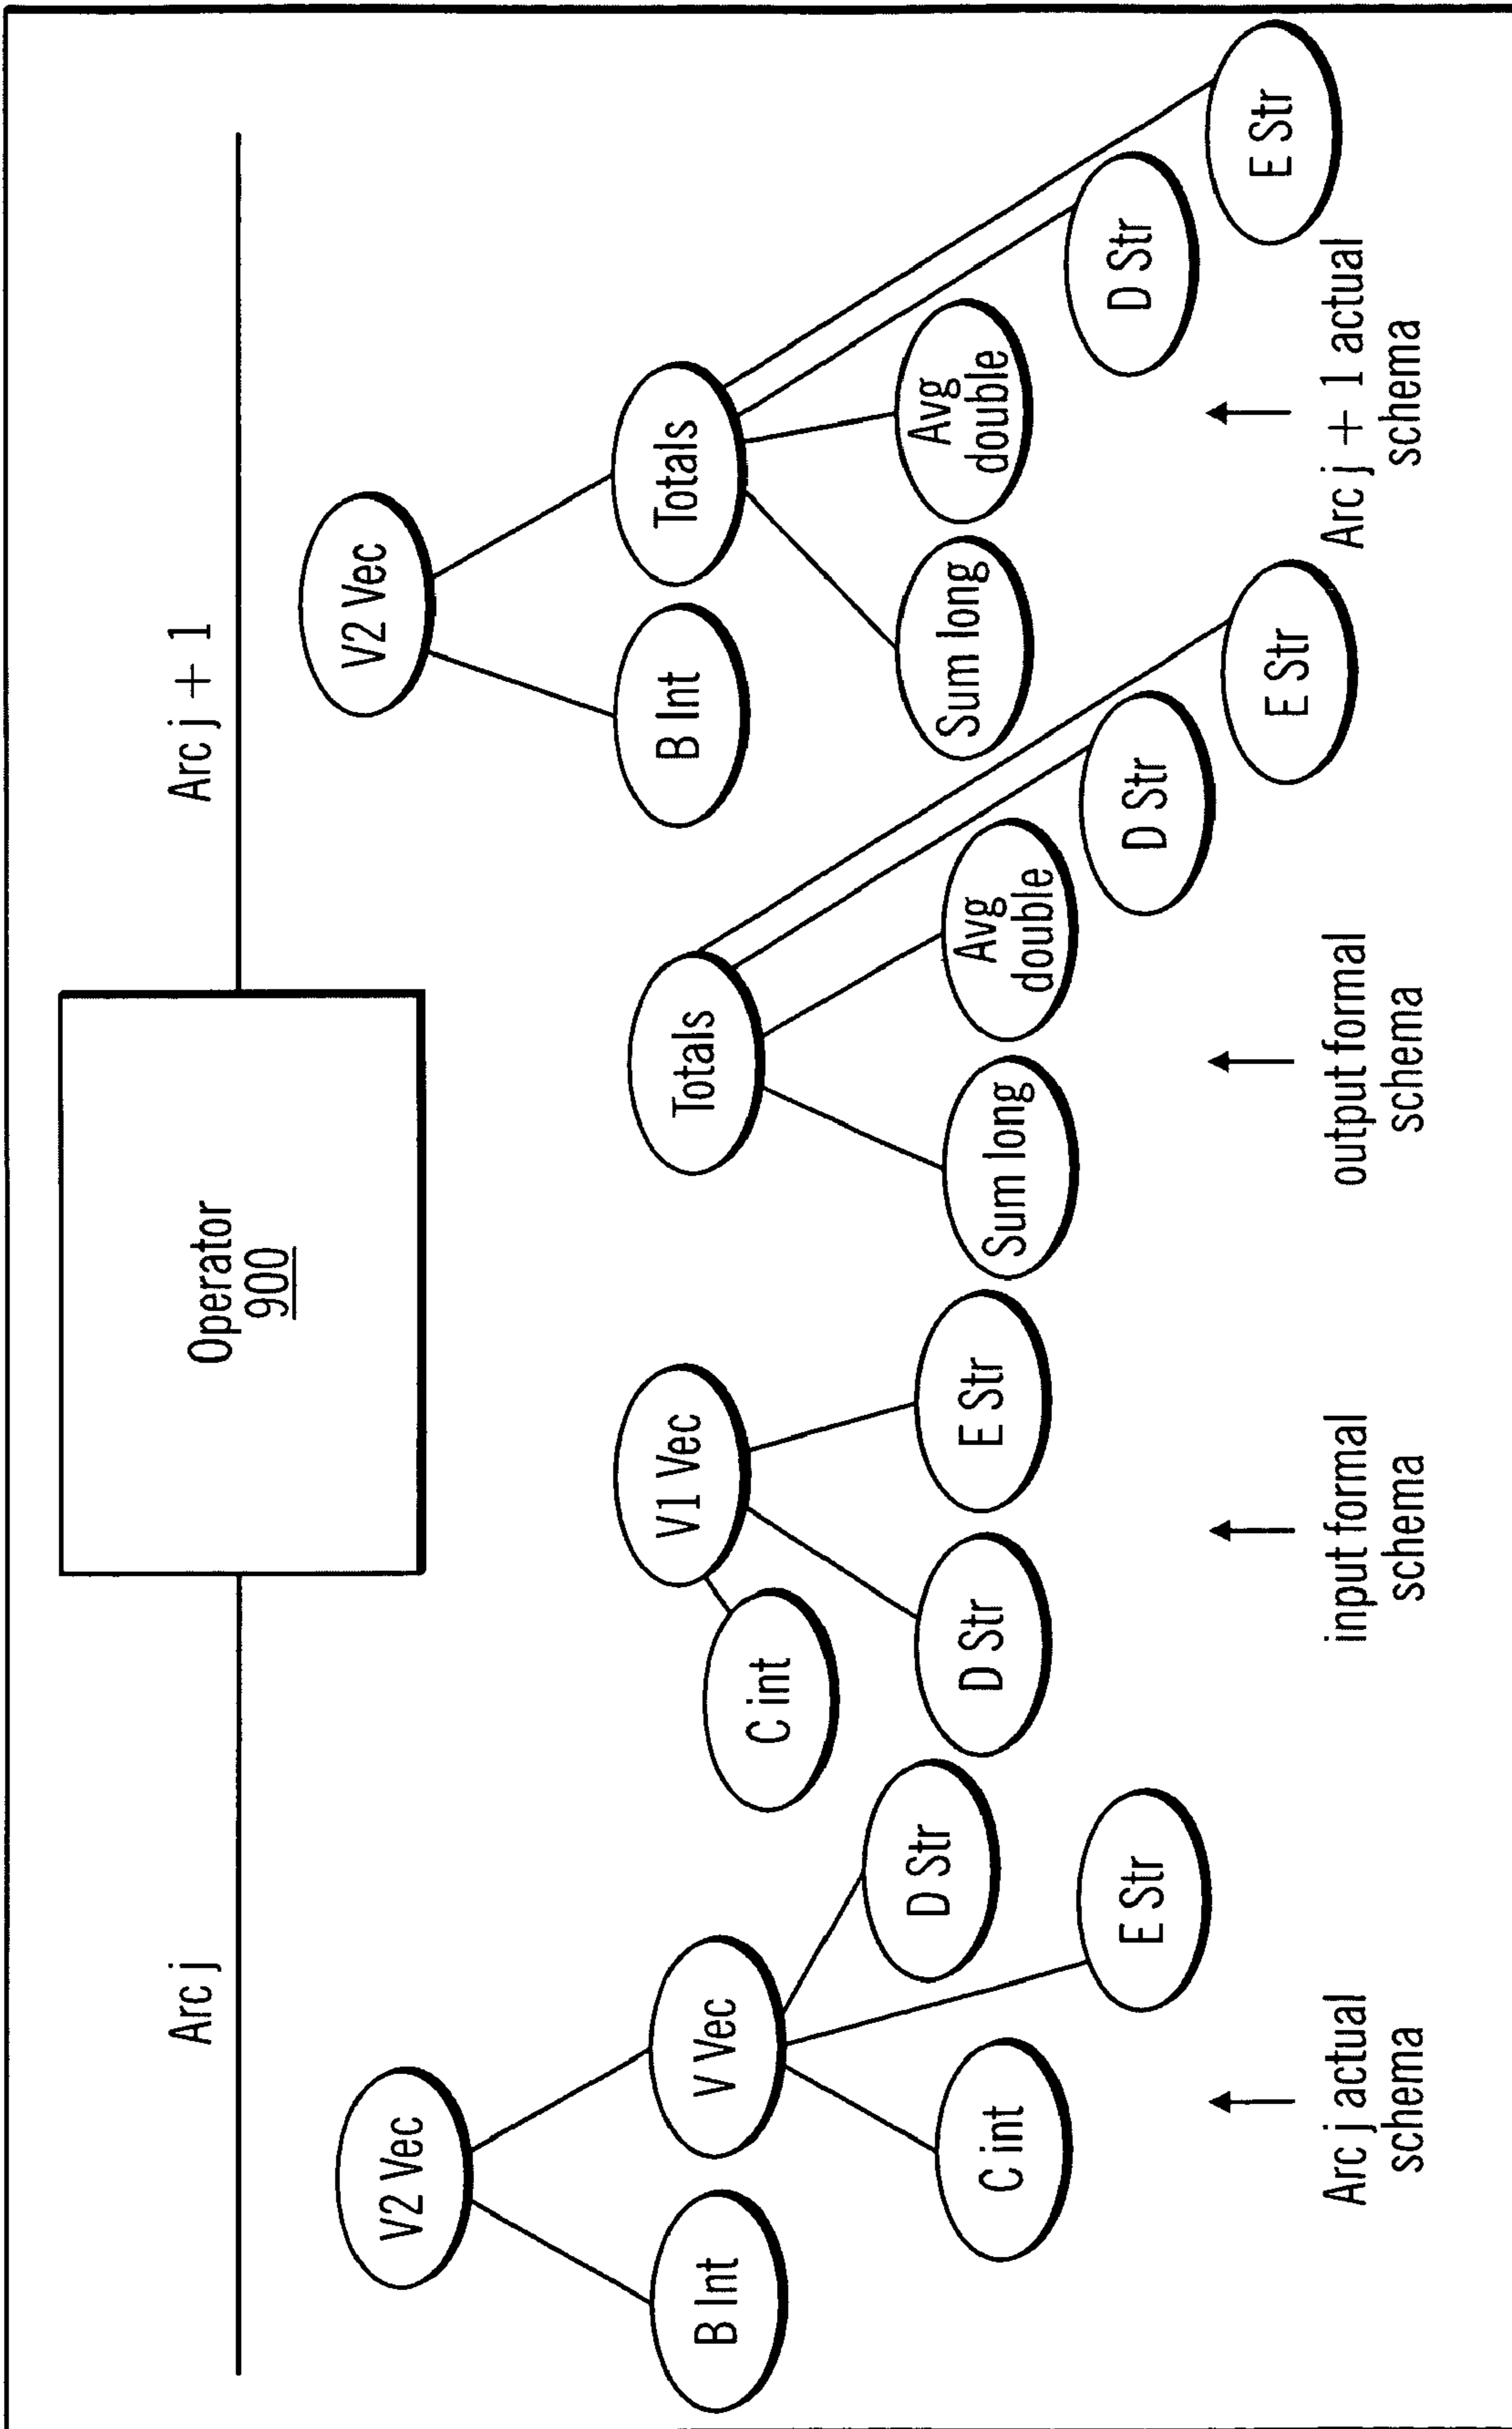 Arc j
Operator
900
Arc j + 1
V2 Vec
B Int
V Vec
C int
D Str
E Str
Arc j actual
schema
V1 Vec
C int
D Str
E Str
input formal
schema
Totals
Sum long
Avg
double
D Str
E Str
output formal
schema
V2 Vec
B Int
Totals
Sum long
Avg
double
D Str
E Str
Arc j + 1 actual
schema